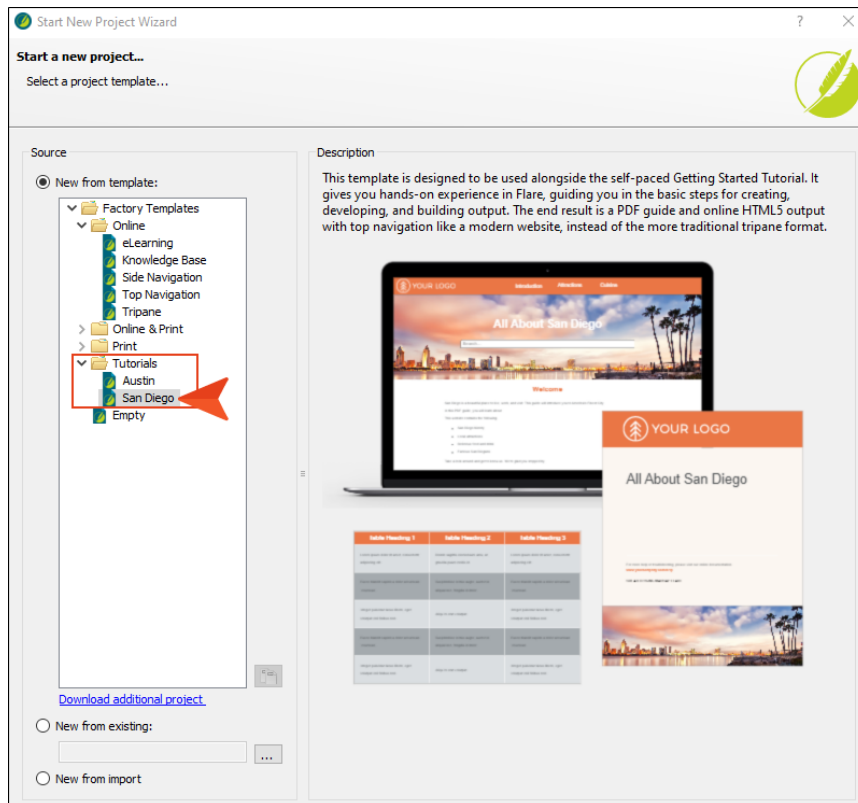 Start New Project Wizard
?
Start a new project...
Select a project template...
Source
New from template:
Factory Templates
Online
eLearning
Knowledge Base
Side Navigation
Top Navigation
Tripane
Online & Print
Print
Tutorials
Austin
San Diego
Empty
Download additional project
New from existing:
...
New from import
Description
This template is designed to be used alongside the self-paced Getting Started Tutorial. It
gives you hands-on experience in Flare, guiding you in the basic steps for creating,
developing, and building output. The end result is a PDF guide and online HTML5 output
with top navigation like a modern website, instead of the more traditional tripane format.
YOUR LOGO
Introduction Attractions Cuisine
All About San Diego
Search...
Welcome
YOUR LOGO
All About San Diego
Table Heading 1 Table Heading 2 Table Heading 3